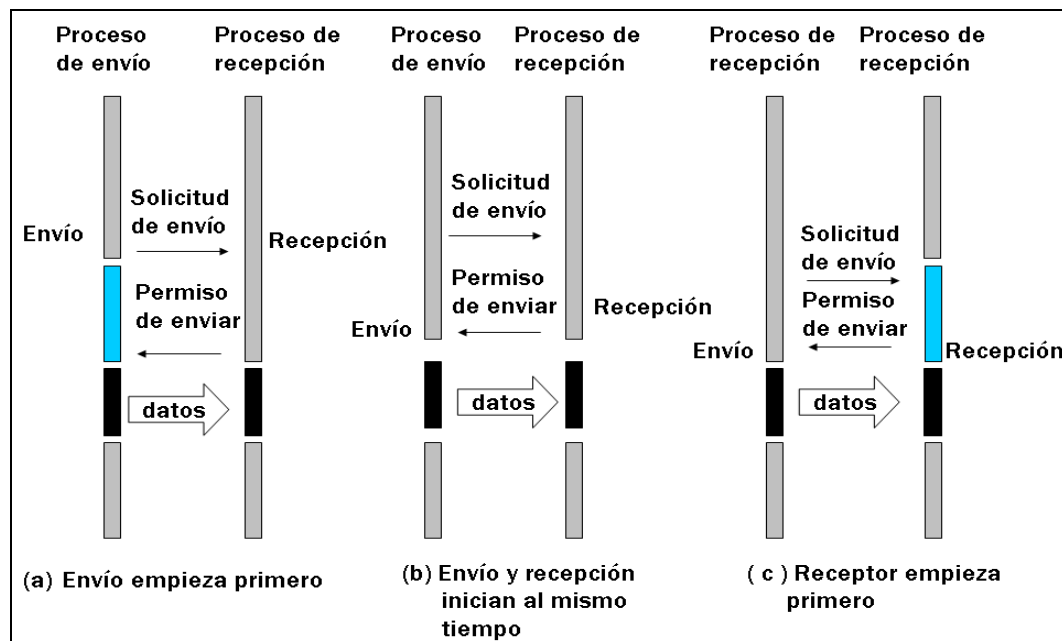 Proceso
de envío
Proceso de
recepción
Envío
Solicitud
de envío
Recepción
Permiso
de enviar
datos
(a) Envío empieza primero
Proceso
de envío
Proceso de
recepción
Solicitud
de envío
Permiso
de enviar
Envío
Recepción
datos
(b) Envío y recepción
inician al mismo
tiempo
Proceso de
recepción
Proceso de
recepción
Solicitud
de envío
Permiso
de enviar
Envío
Recepción
datos
( c ) Receptor empieza
primero